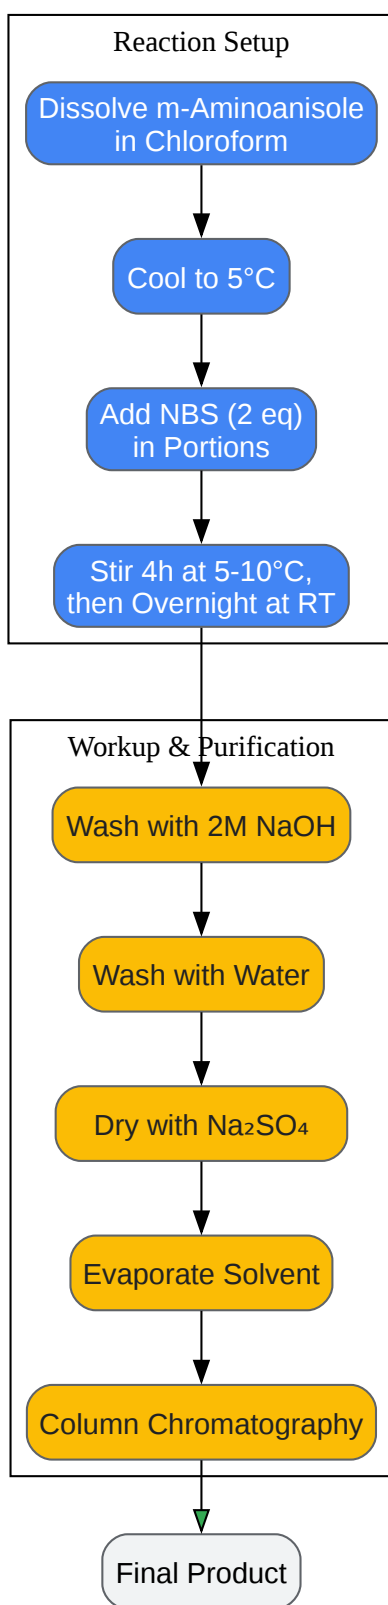 Reaction Setup
Dissolve m-Aminoanisole
in Chloroform
Cool to 5°C
Add NBS (2 eq)
in Portions
Stir 4h at 5-10°C,
then Overnight at RT
Workup & Purification
Wash with 2M NaOH
Wash with Water
Dry with Na₂SO₄
Evaporate Solvent
Column Chromatography
Final Product